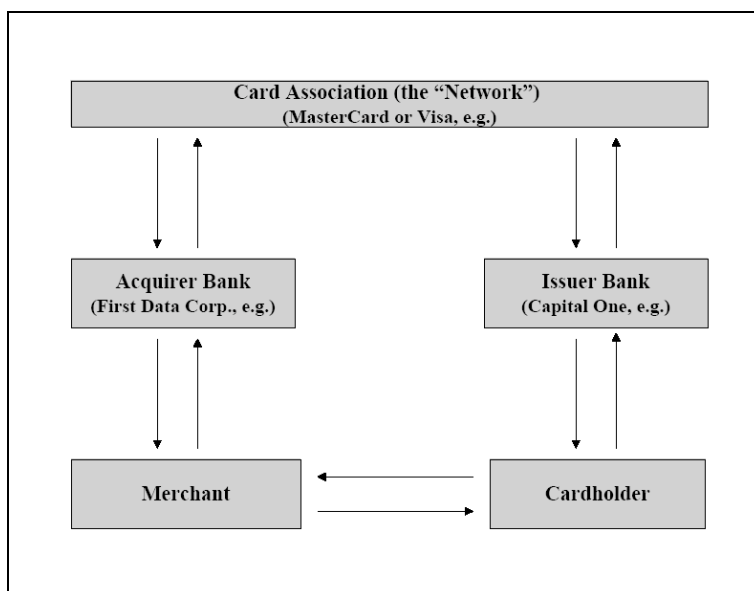 Card Association (the “Network”)
(MasterCard or Visa, e.g.)
Acquirer Bank
(First Data Corp., e.g.)
Issuer Bank
(Capital One, e.g.)
Merchant
Cardholder